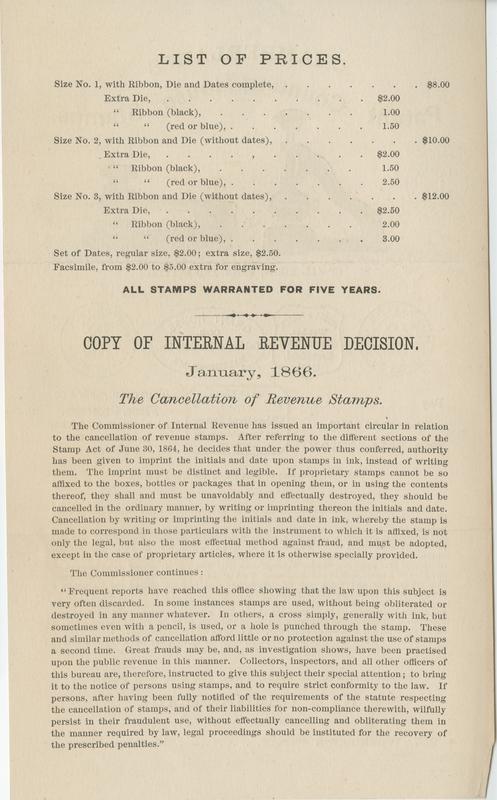 LIST OF PRICES.
Size No. 1, with Ribbon, Die and Dates complete, . . . . . . . $8.00
Extra Die, . . . . . . . . . . $2.00
“ Ribbon (black), . . . . . . . 1.00
“ “ (red or blue), . . . . . . . 1.50
Size No. 2, with Ribbon and Die (without dates), . . . . . . . $10.00
Extra Die, . . . . . . . . . . $2.00
“ Ribbon (black), . . . . . . . 1.50
“ “ (red or blue), . . . . . . . 2.50
Size No. 3, with Ribbon and Die (without dates), . . . . . . . $12.00
Extra Die, . . . . . . . . . . $2.50
“ Ribbon (black), . . . . . . . 2.00
“ “ (red or blue), . . . . . . . 3.00
Set of Dates, regular size, $2.00; extra size, $2.50.
Facsimile, from $2.00 to $5.00 extra for engraving.
ALL STAMPS WARRANTED FOR FIVE YEARS.
COPY OF INTERNAL REVENUE DECISION.
January, 1866.
The Cancellation of Revenue Stamps.
The Commissioner of Internal Revenue has issued an important circular in relation
to the cancellation of revenue stamps. After referring to the different sections of the
Stamp Act of June 30, 1864, he decides that under the power thus conferred, authority
has been given to imprint the initials and date upon stamps in ink, instead of writing
them. The imprint must be distinct and legible. If proprietary stamps cannot be so
affixed to the boxes, bottles or packages that in opening them, or in using the contents
thereof, they shall and must be unavoidably and effectually destroyed, they should be
cancelled in the ordinary manner, by writing or imprinting thereon the initials and date.
Cancellation by writing or imprinting the initials and date in ink, whereby the stamp is
made to correspond in those particulars with the instrument to which it is affixed, is not
only the legal, but also the most effectual method against fraud, and must be adopted,
except in the case of proprietary articles, where it is otherwise specially provided.
The Commissioner continues:
“Frequent reports have reached this office showing that the law upon this subject is
very often discarded. In some instances stamps are used, without being obliterated or
destroyed in any manner whatever. In others, a cross simply, generally with ink, but
sometimes even with a pencil, is used, or a hole is punched through the stamp. These
and similar methods of cancellation afford little or no protection against the use of stamps
a second time. Great frauds may be, and, as investigation shows, have been practised
upon the public revenue in this manner. Collectors, inspectors, and all other officers of
this bureau are, therefore, instructed to give this subject their special attention; to bring
it to the notice of persons using stamps, and to require strict conformity to the law. If
persons, after having been fully notified of the requirements of the statute respecting
the cancellation of stamps, and of their liabilities for non-compliance therewith, wilfully
persist in their fraudulent use, without effectually cancelling and obliterating them in
the manner required by law, legal proceedings should be instituted for the recovery of
the prescribed penalties.”